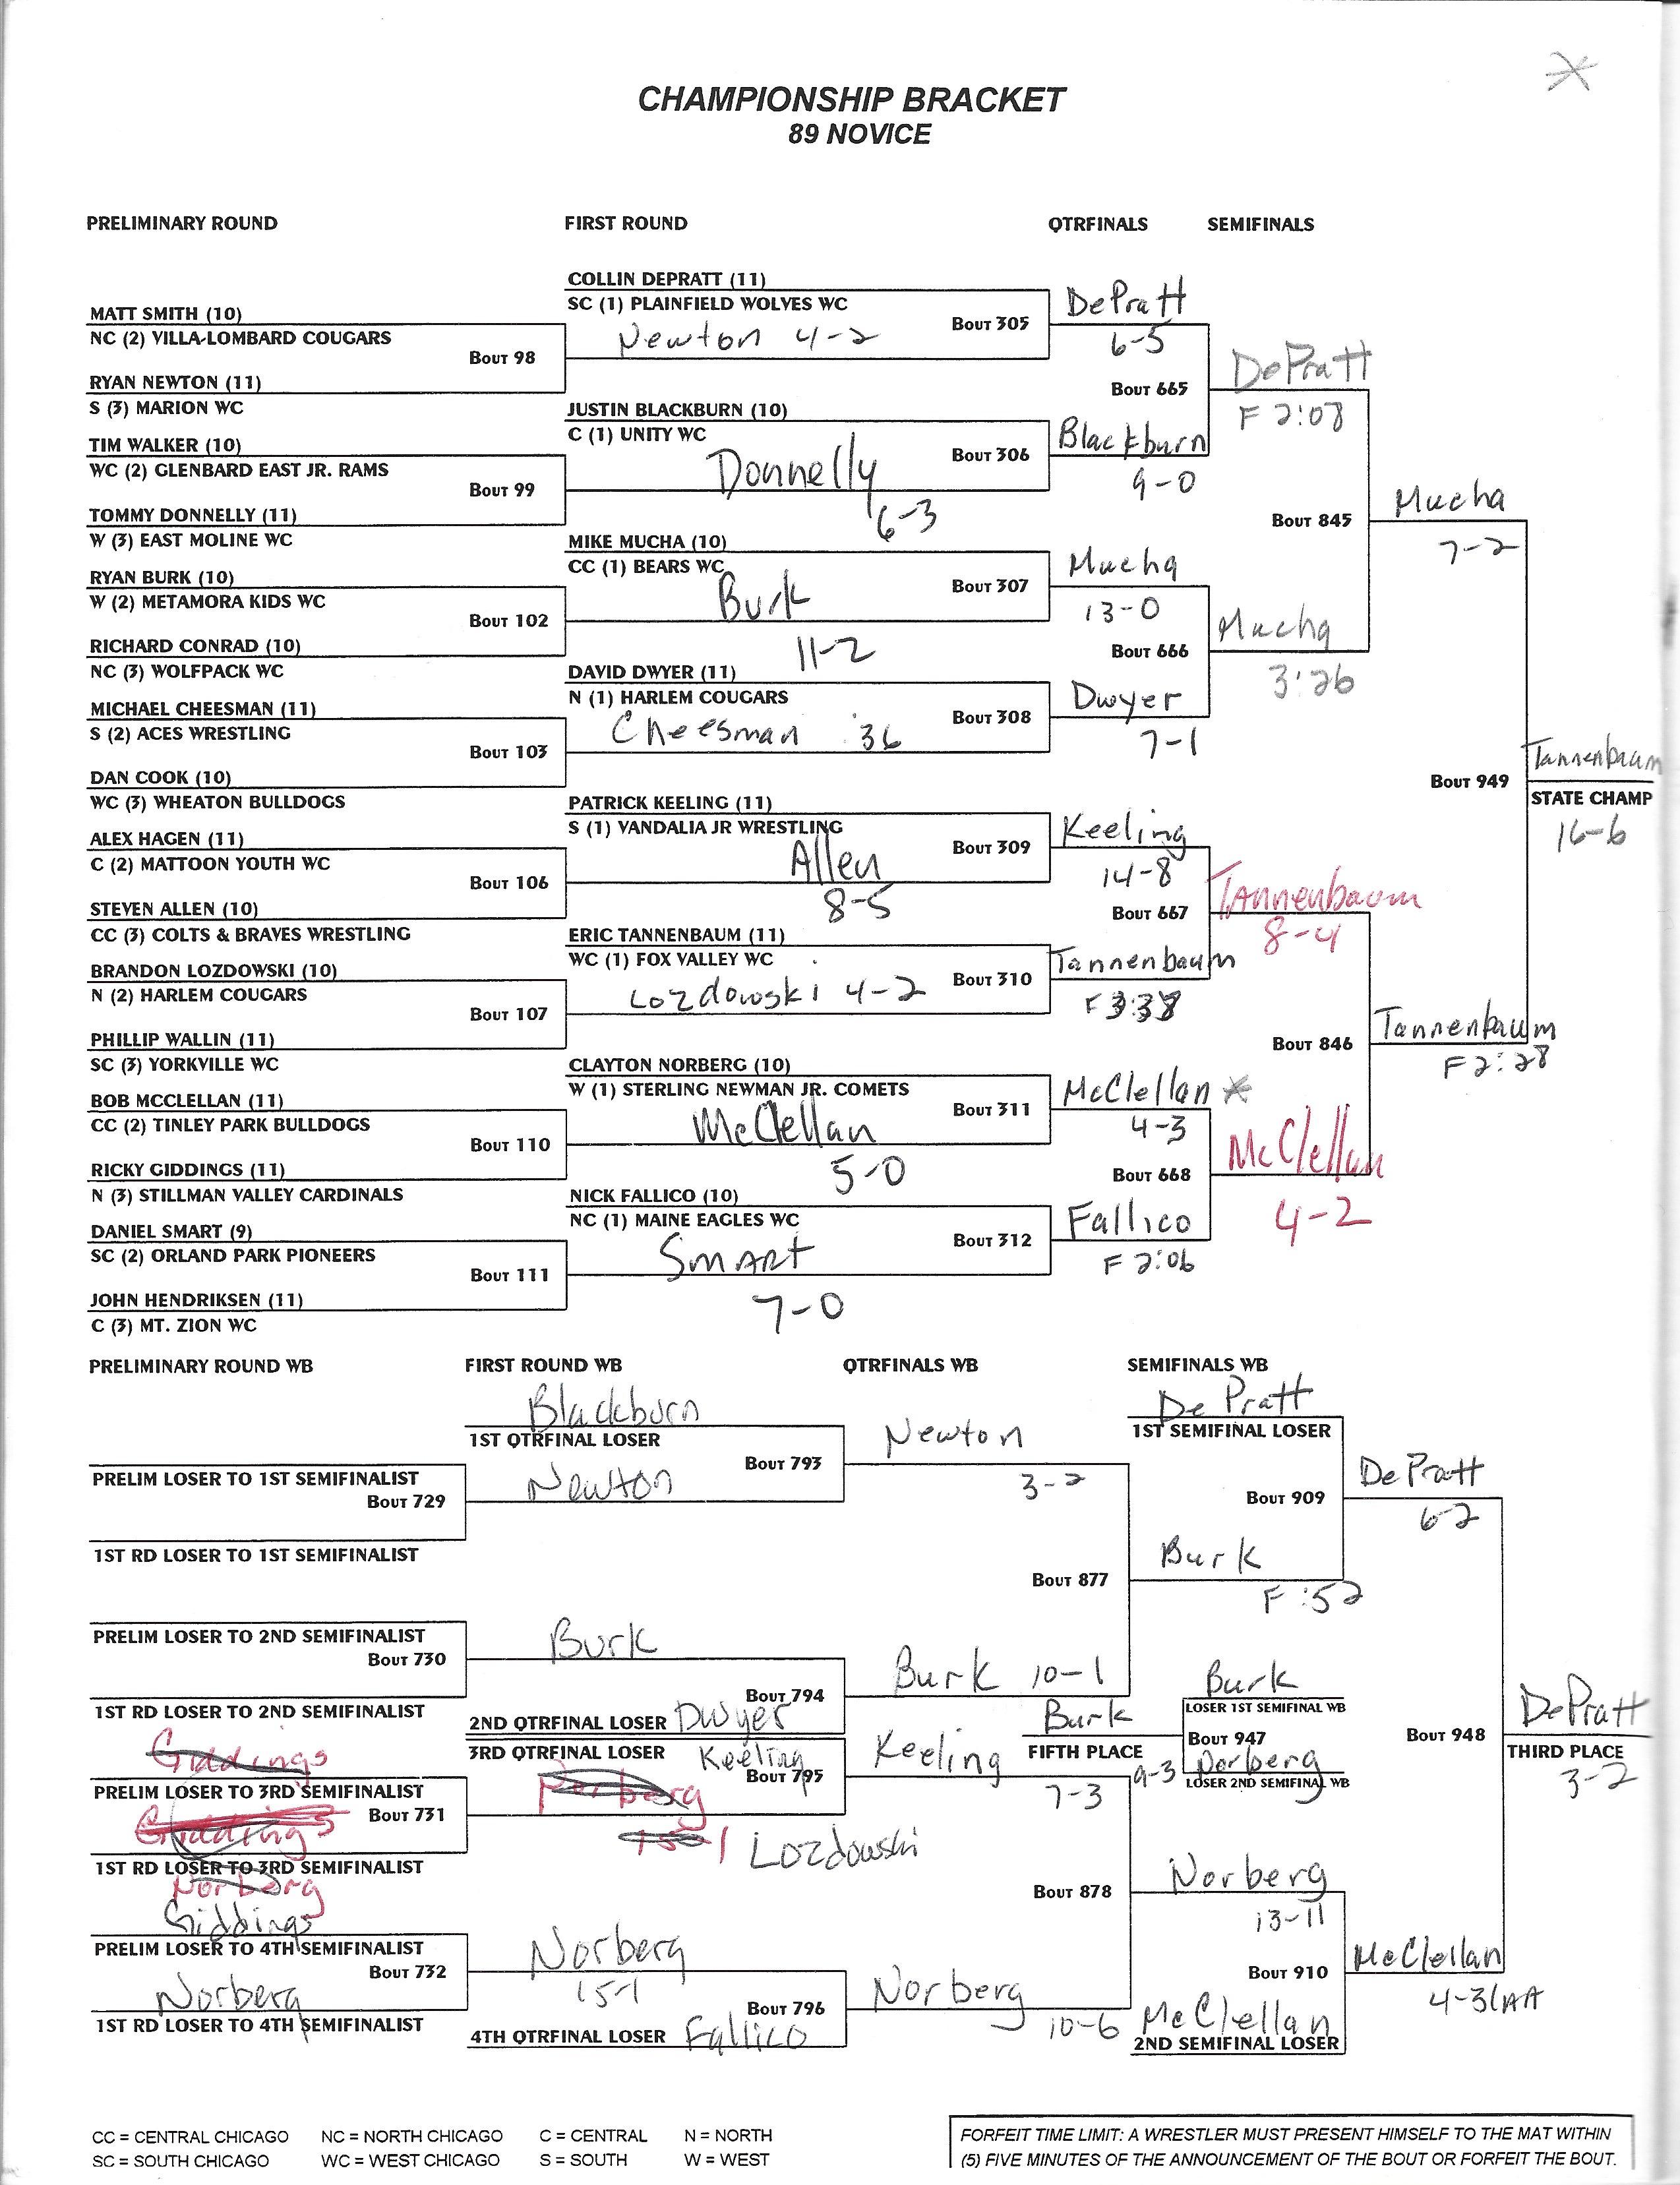 CHAMPIONSHIP BRACKET
89 NOVICE
PRELIMINARY ROUND
FIRST ROUND
QTRFINALS
SEMIFINALS
MATT SMITH (10)
NC (2) VILLA-LOMBARD COUGARS
BOUT 98
RYAN NEWTON (11)
S (3) MARION WC
TIM WALKER (10)
WC (2) GLENBARD EAST JR. RAMS
BOUT 99
TOMMY DONNELLY (11)
W (3) EAST MOLINE WC
RYAN BURK (10)
W (2) METAMORA KIDS WC
BOUT 102
RICHARD CONRAD (10)
NC (3) WOLFPACK WC
MICHAEL CHEESMAN (11)
S (2) ACES WRESTLING
BOUT 103
DAN COOK (10)
WC (3) WHEATON BULLDOGS
ALEX HAGEN (11)
C (2) MATTOON YOUTH WC
BOUT 106
STEVEN ALLEN (10)
CC (3) COLTS & BRAVES WRESTLING
BRANDON LOZDOWSKI (10)
N (2) HARLEM COUGARS
BOUT 107
PHILLIP WALLIN (11)
SC (3) YORKVILLE WC
BOB MCCLELLAN (11)
CC (2) TINLEY PARK BULLDOGS
BOUT 110
RICKY GIDDINGS (11)
N (3) STILLMAN VALLEY CARDINALS
DANIEL SMART (9)
SC (2) ORLAND PARK PIONEERS
BOUT 111
JOHN HENDRIKSEN (11)
C (3) MT. ZION WC
COLLIN DEPRATT (11)
SC (1) PLAINFIELD WOLVES WC
BOUT 305
Newton 4-2
JUSTIN BLACKBURN (10)
C (1) UNITY WC
BOUT 306
Donnelly
6-3
MIKE MUCHA (10)
CC (1) BEARS WC
BOUT 307
Burk
11-2
DAVID DWYER (11)
N (1) HARLEM COUGARS
BOUT 308
Cheesman :36
PATRICK KEELING (11)
S (1) VANDALIA JR WRESTLING
BOUT 309
Allen
8-5
ERIC TANNENBAUM (11)
WC (1) FOX VALLEY WC
BOUT 310
Lozdowski 4-2
CLAYTON NORBERG (10)
W (1) STERLING NEWMAN JR. COMETS
BOUT 311
McClellan
5-0
NICK FALLICO (10)
NC (1) MAINE EAGLES WC
BOUT 312
Smart
7-0
DePratt
6-5
BOUT 665
Blackburn
9-0
Mucha
13-0
BOUT 666
Dwyer
7-1
Keeling
14-8
BOUT 667
Tannenbaum
McClellan
4-3
BOUT 668
Fallico
F 2:06
DePratt
F 2:08
BOUT 845
Mucha
3:26
Tannenbaum
8-4
BOUT 846
McClellan
4-2
Mucha
7-2
BOUT 949
Tannenbaum
F 2:28
Tannenbaum
STATE CHAMP
16-6
PRELIMINARY ROUND WB
FIRST ROUND WB
QTRFINALS WB
SEMIFINALS WB
PRELIM LOSER TO 1ST SEMIFINALIST
BOUT 729
1ST RD LOSER TO 1ST SEMIFINALIST
PRELIM LOSER TO 2ND SEMIFINALIST
BOUT 730
1ST RD LOSER TO 2ND SEMIFINALIST
Giddings
PRELIM LOSER TO 3RD SEMIFINALIST
Giddings
BOUT 731
1ST RD LOSER TO 3RD SEMIFINALIST
Norberg
Giddings
PRELIM LOSER TO 4TH SEMIFINALIST
BOUT 732
Norberg
1ST RD LOSER TO 4TH SEMIFINALIST
Blackburn
1ST QTRFINAL LOSER
BOUT 793
Newton
Burk
BOUT 794
2ND QTRFINAL LOSER Dwyer
3RD QTRFINAL LOSER Keeling
BOUT 795
Norberg
15-1
Lozdowski
Norberg
15-1
BOUT 796
4TH QTRFINAL LOSER Fallico
Newton
3-2
BOUT 877
Burk 10-1
Keeling
7-3
BOUT 878
Norberg
10-6
De Pratt
1ST SEMIFINAL LOSER
BOUT 909
Burk
F :52
Burk
LOSER 1ST SEMIFINAL WB
Burk
FIFTH PLACE
9-3
BOUT 947
Norberg
LOSER 2ND SEMIFINAL WB
Norberg
13-11
BOUT 910
McClellan
2ND SEMIFINAL LOSER
DePratt
6-2
BOUT 948
McClellan
DePratt
THIRD PLACE
3-2
CC = CENTRAL CHICAGO NC = NORTH CHICAGO C = CENTRAL N = NORTH
SC = SOUTH CHICAGO WC = WEST CHICAGO S = SOUTH W = WEST
FORFEIT TIME LIMIT: A WRESTLER MUST PRESENT HIMSELF TO THE MAT WITHIN
(5) FIVE MINUTES OF THE ANNOUNCEMENT OF THE BOUT OR FORFEIT THE BOUT.